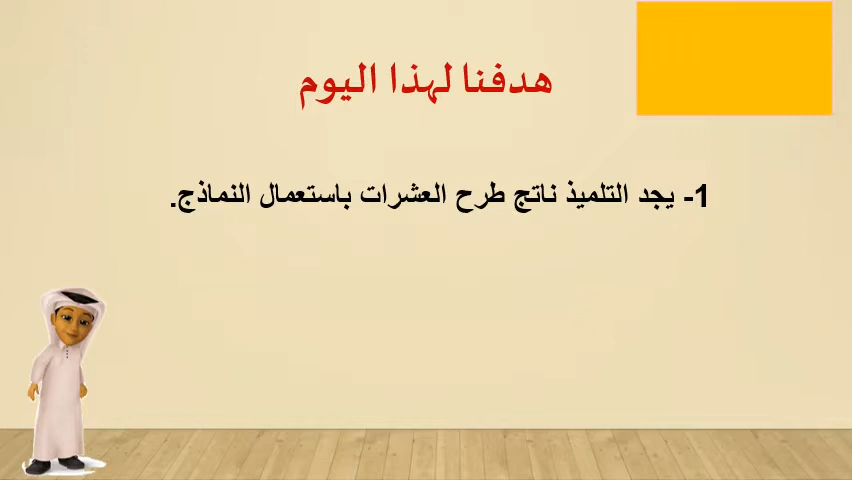 هدفنا لهذا اليوم
1- يجد التلميذ ناتج طرح العشرات باستعمال النماذج.